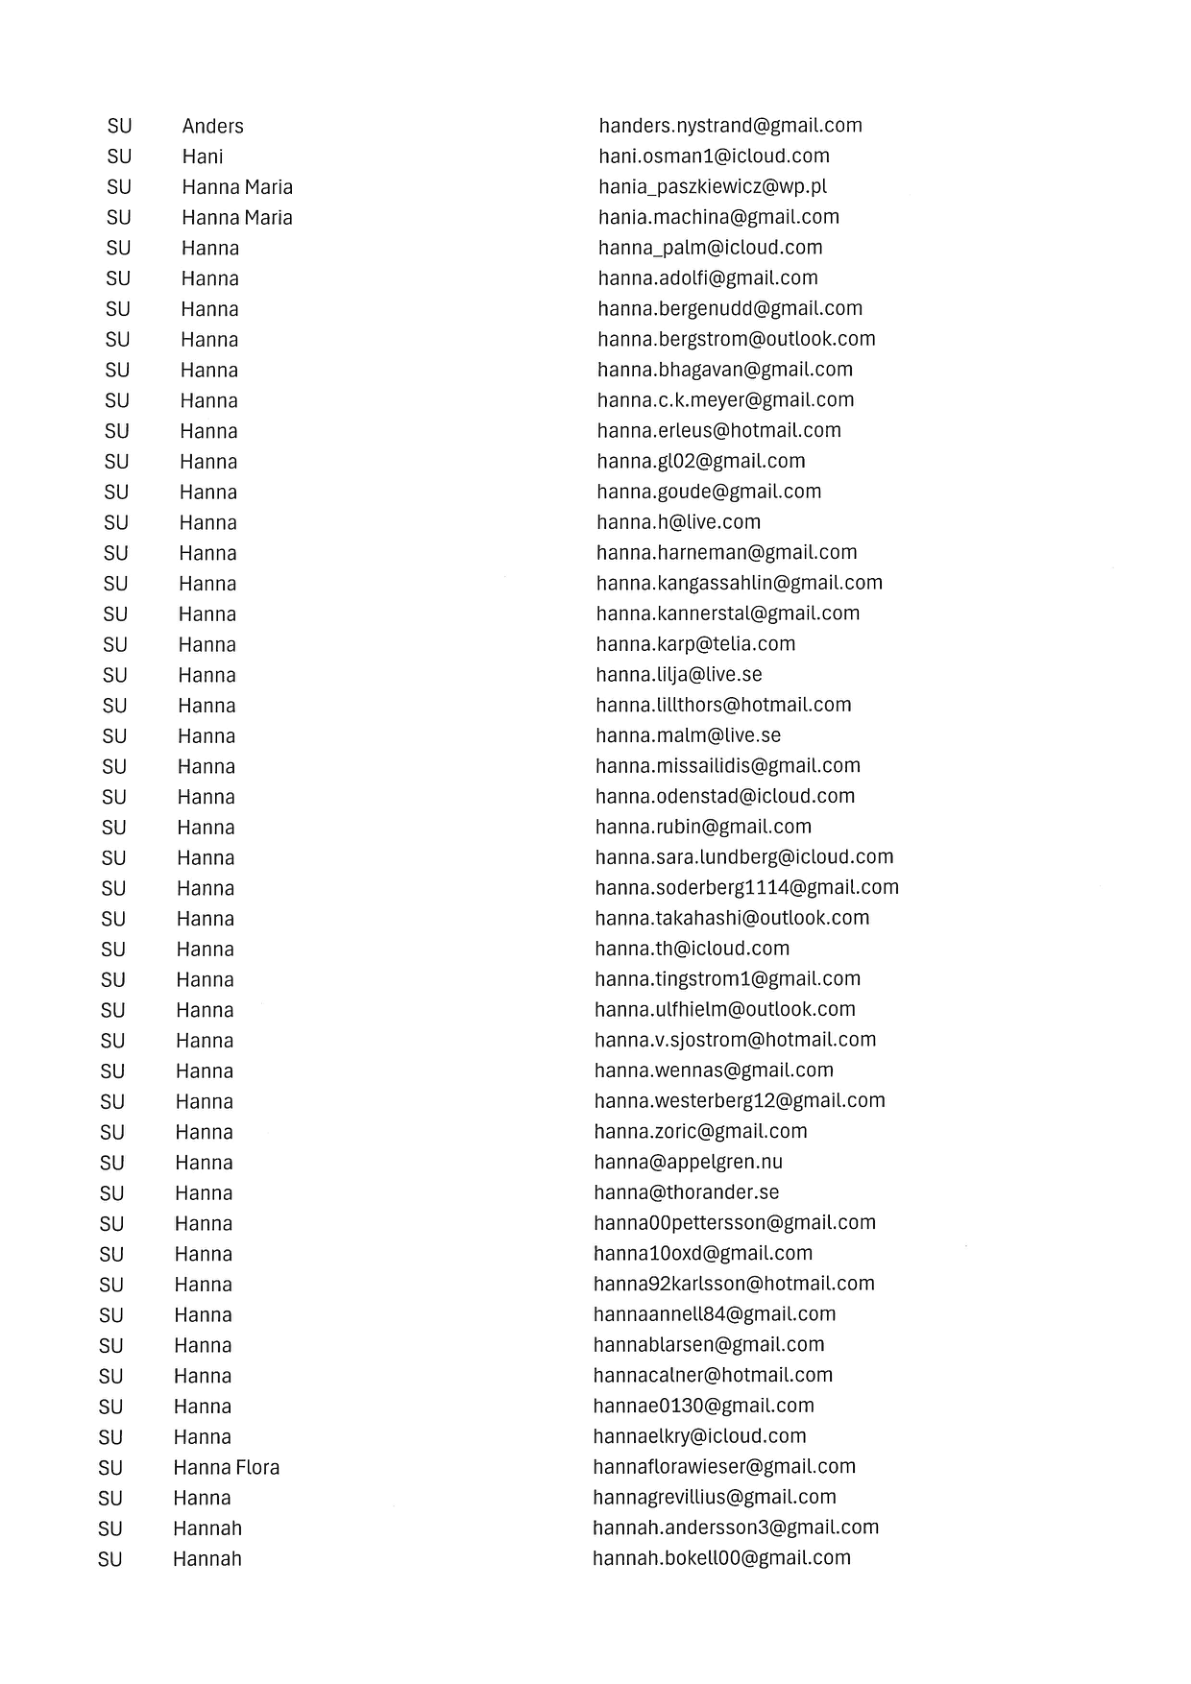 SU Anders handers.nystrand@gmail.com
SU Hani hani.osman1@icloud.com
SU Hanna Maria hania_paszkiewicz@wp.pl
SU Hanna Maria hania.machina@gmail.com
SU Hanna hanna_palm@icloud.com
SU Hanna hanna.adolfi@gmail.com
SU Hanna hanna.bergenudd@gmail.com
SU Hanna hanna.bergstrom@outlook.com
SU Hanna hanna.bhagavan@gmail.com
SU Hanna hanna.c.k.meyer@gmail.com
SU Hanna hanna.erleus@hotmail.com
SU Hanna hanna.gl02@gmail.com
SU Hanna hanna.goude@gmail.com
SU Hanna hanna.h@live.com
SU Hanna hanna.harneman@gmail.com
SU Hanna hanna.kangassahlin@gmail.com
SU Hanna hanna.kannerstal@gmail.com
SU Hanna hanna.karp@telia.com
SU Hanna hanna.lilja@live.se
SU Hanna hanna.lillthors@hotmail.com
SU Hanna hanna.malm@live.se
SU Hanna hanna.missailidis@gmail.com
SU Hanna hanna.odenstad@icloud.com
SU Hanna hanna.rubin@gmail.com
SU Hanna hanna.sara.lundberg@icloud.com
SU Hanna hanna.soderberg1114@gmail.com
SU Hanna hanna.takahashi@outlook.com
SU Hanna hanna.th@icloud.com
SU Hanna hanna.tingstrom1@gmail.com
SU Hanna hanna.ulfhielm@outlook.com
SU Hanna hanna.v.sjostrom@hotmail.com
SU Hanna hanna.wennas@gmail.com
SU Hanna hanna.westerberg12@gmail.com
SU Hanna hanna.zoric@gmail.com
SU Hanna hanna@appelgren.nu
SU Hanna hanna@thorander.se
SU Hanna hanna00pettersson@gmail.com
SU Hanna hanna10oxd@gmail.com
SU Hanna hanna92karlsson@hotmail.com
SU Hanna hannaannell84@gmail.com
SU Hanna hannablarsen@gmail.com
SU Hanna hannacalner@hotmail.com
SU Hanna hannae0130@gmail.com
SU Hanna hannaelkry@icloud.com
SU Hanna Flora hannaflorawieser@gmail.com
SU Hanna hannagrevillius@gmail.com
SU Hannah hannah.andersson3@gmail.com
SU Hannah hannah.bokell00@gmail.com